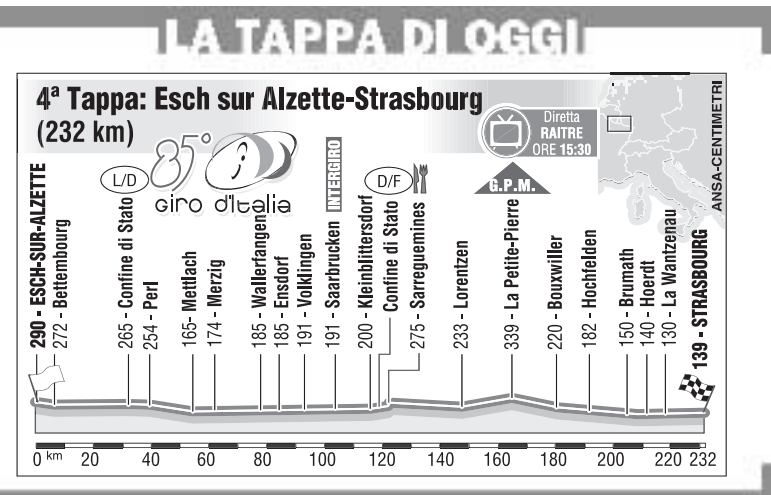 LA TAPPA DI OGGI
4ª Tappa: Esch sur Alzette-Strasbourg
(232 km)
Diretta
RAITRE
ORE 15:30
ANSA-CENTIMETRI
85°
Giro d'Italia
L/D
INTERGIRO
D/F
G.P.M.
290 - ESCH-SUR-ALZETTE
272 - Bettembourg
265 - Confine di Stato
254 - Perl
165- Mettlach
174 - Merzig
185 - Wallerfangen
185 - Ensdorf
191 - Volklingen
191 - Saarbrucken
200 - Kleinblittersdorf
Confine di Stato
275 - Sarreguemines
233 - Lorentzen
339 - La Petite-Pierre
220 - Bouxwiller
182 - Hochfelden
150 - Brumath
140 - Hoerdt
130 - La Wantzenau
139 - STRASBOURG
0 km 20 40 60 80 100 120 140 160 180 200 220 232